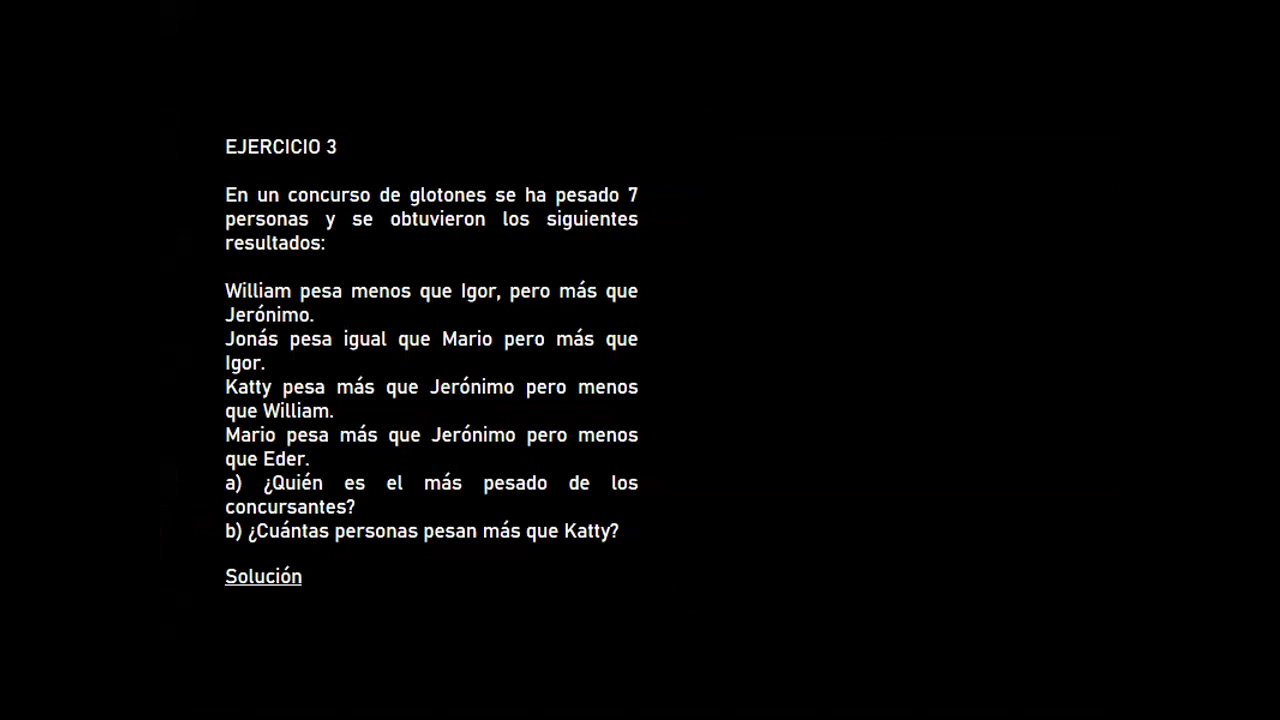 EJERCICIO 3
En un concurso de glotones se ha pesado 7
personas y se obtuvieron los siguientes
resultados:
William pesa menos que Igor, pero más que
Jerónimo.
Jonás pesa igual que Mario pero más que
Igor.
Katty pesa más que Jerónimo pero menos
que William.
Mario pesa más que Jerónimo pero menos
que Eder.
a) ¿Quién es el más pesado de los
concursantes?
b) ¿Cuántas personas pesan más que Katty?
Solución